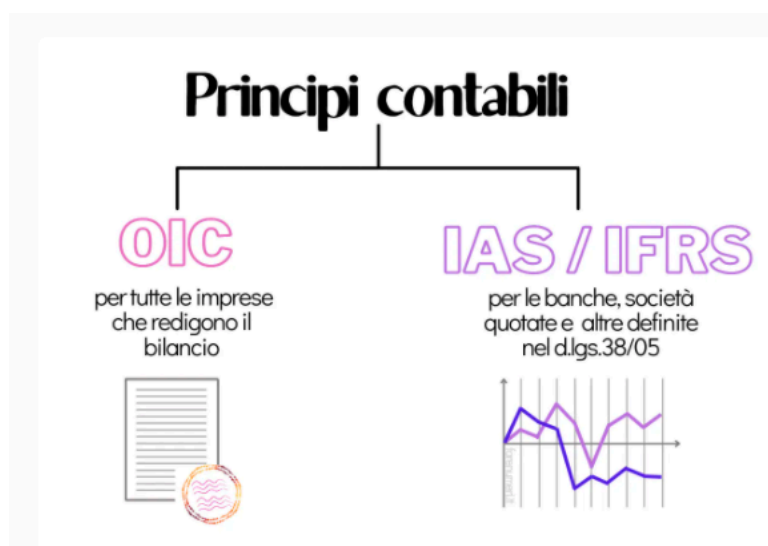 Principi contabili
OIC
per tutte le imprese
che redigono il
bilancio
IAS / IFRS
per le banche, società
quotate e altre definite
nel d.lgs.38/05